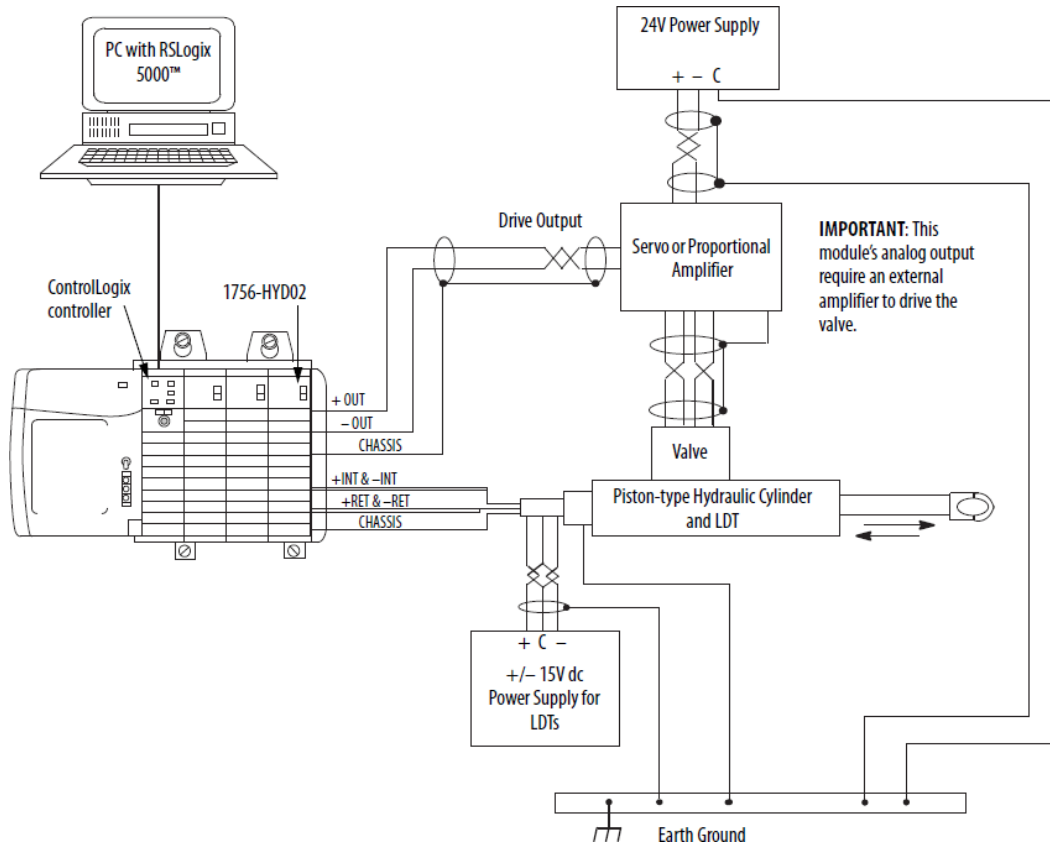 PC with RSLogix
5000™
24V Power Supply
+ – C
Drive Output
Servo or Proportional
Amplifier
IMPORTANT: This
module's analog output
require an external
amplifier to drive the
valve.
ControlLogix
controller
1756-HYD02
+ OUT
– OUT
CHASSIS
+INT & –INT
+RET & –RET
CHASSIS
Valve
Piston-type Hydraulic Cylinder
and LDT
+ C –
+/– 15V dc
Power Supply for
LDTs
Earth Ground